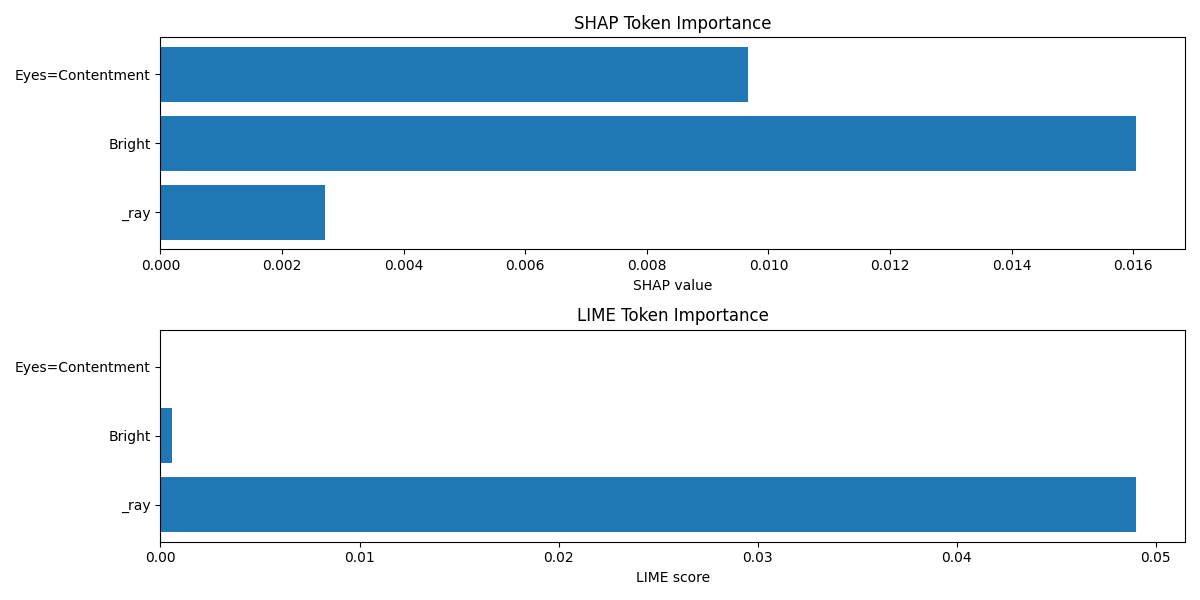 SHAP Token Importance
Eyes=Contentment
Bright
_ray
0.000 0.002 0.004 0.006 0.008 0.010 0.012 0.014 0.016
SHAP value
LIME Token Importance
Eyes=Contentment
Bright
_ray
0.00 0.01 0.02 0.03 0.04 0.05
LIME score